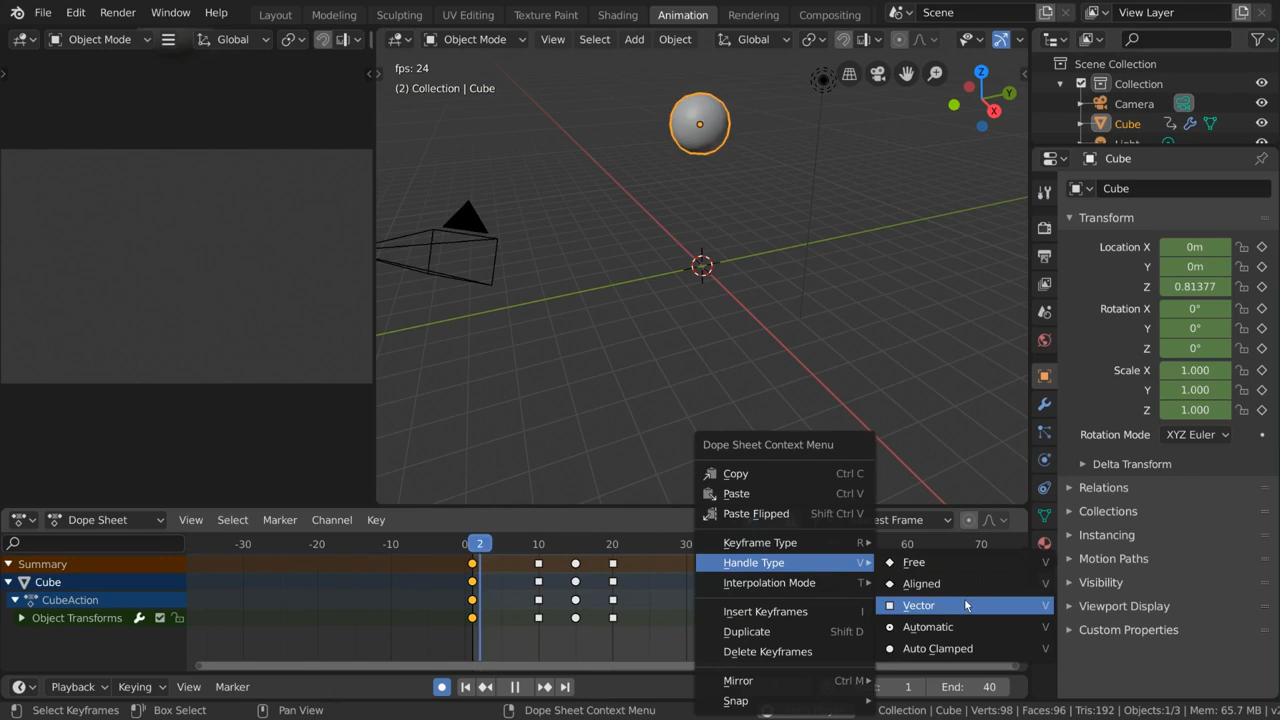 File Edit Render Window Help Layout Modeling Sculpting UV Editing Texture Paint Shading Animation Rendering Compositing Scene View Layer
Object Mode Global Object Mode View Select Add Object Global
fps: 24
(2) Collection | Cube
Z
Y
X
Scene Collection
Collection
Camera
Cube
Light
Cube
Cube
Transform
Location X 0m
Y 0m
Z 0.81377
Rotation X 0°
Y 0°
Z 0°
Scale X 1.000
Y 1.000
Z 1.000
Rotation Mode XYZ Euler
Delta Transform
Relations
Collections
Instancing
Motion Paths
Visibility
Viewport Display
Custom Properties
Dope Sheet Context Menu
Copy Ctrl C
Paste Ctrl V
Paste Flipped Shift Ctrl V
Keyframe Type R
Handle Type V
Interpolation Mode T
Insert Keyframes I
Duplicate Shift D
Delete Keyframes
Mirror Ctrl M
Snap
Free V
Aligned V
Vector V
Automatic V
Auto Clamped V
Dope Sheet View Select Marker Channel Key est Frame
-30 -20 -10 0 2 10 20 30 60 70
Summary
Cube
CubeAction
Object Transforms
Playback Keying View Marker : 1 End: 40
Select Keyframes Box Select Pan View Dope Sheet Context Menu Collection | Cube | Verts:98 | Faces:96 | Tris:192 | Objects:1/3 | Mem: 65.7 MB | v2